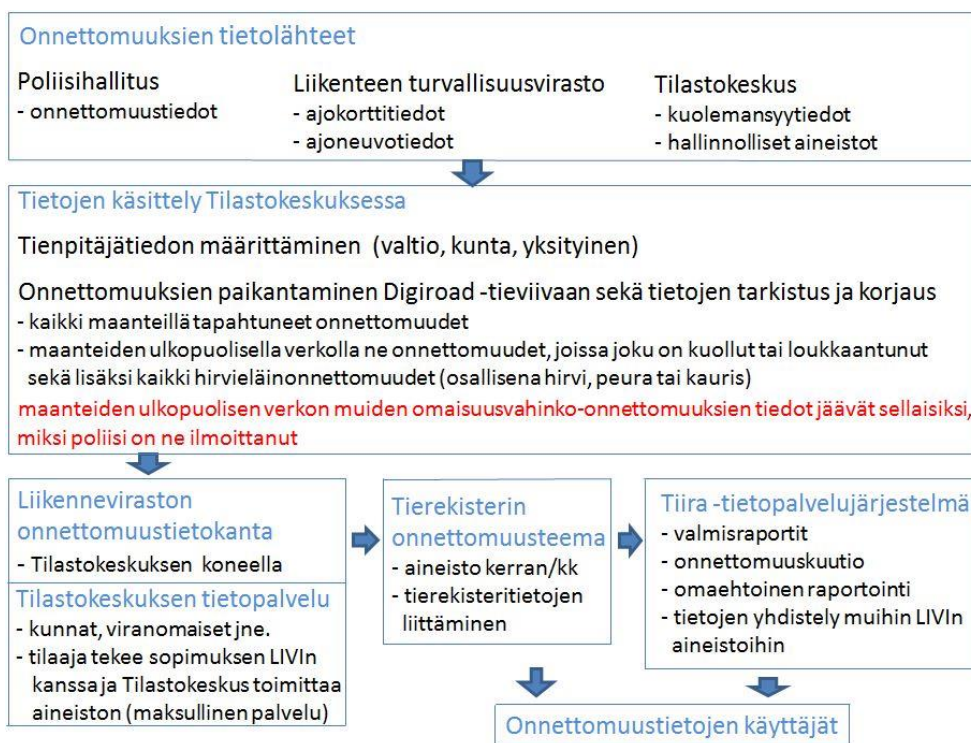 Onnettomuuksien tietolähteet
Poliisihallitus
- onnettomuustiedot
Liikenteen turvallisuusvirasto
- ajokorttitiedot
- ajoneuvotiedot
Tilastokeskus
- kuolemansyytiedot
- hallinnolliset aineistot
Tietojen käsittely Tilastokeskuksessa
Tienpitäjätiedon määrittäminen (valtio, kunta, yksityinen)
Onnettomuuksien paikantaminen Digiroad -tieviivaan sekä tietojen tarkistus ja korjaus
- kaikki maanteillä tapahtuneet onnettomuudet
- maanteiden ulkopuolisella verkolla ne onnettomuudet, joissa joku on kuollut tai loukkaantunut
sekä lisäksi kaikki hirvieläinonnettomuudet (osallisena hirvi, peura tai kauris)
maanteiden ulkopuolisen verkon muiden omaisuusvahinko-onnettomuuksien tiedot jäävät sellaisiksi,
miksi poliisi on ne ilmoittanut
Liikenneviraston
onnettomuustietokanta
- Tilastokeskuksen koneella
Tilastokeskuksen tietopalvelu
- kunnat, viranomaiset jne.
- tilaaja tekee sopimuksen LIVIn
kanssa ja Tilastokeskus toimittaa
aineiston (maksullinen palvelu)
Tierekisterin
onnettomuusteema
- aineisto kerran/kk
- tierekisteritietojen
liittäminen
Tiira -tietopalvelujärjestelmä
- valmisraportit
- onnettomuuskuutio
- omaehtoinen raportointi
- tietojen yhdistely muihin LIVIn
aineistoihin
Onnettomuustietojen käyttäjät